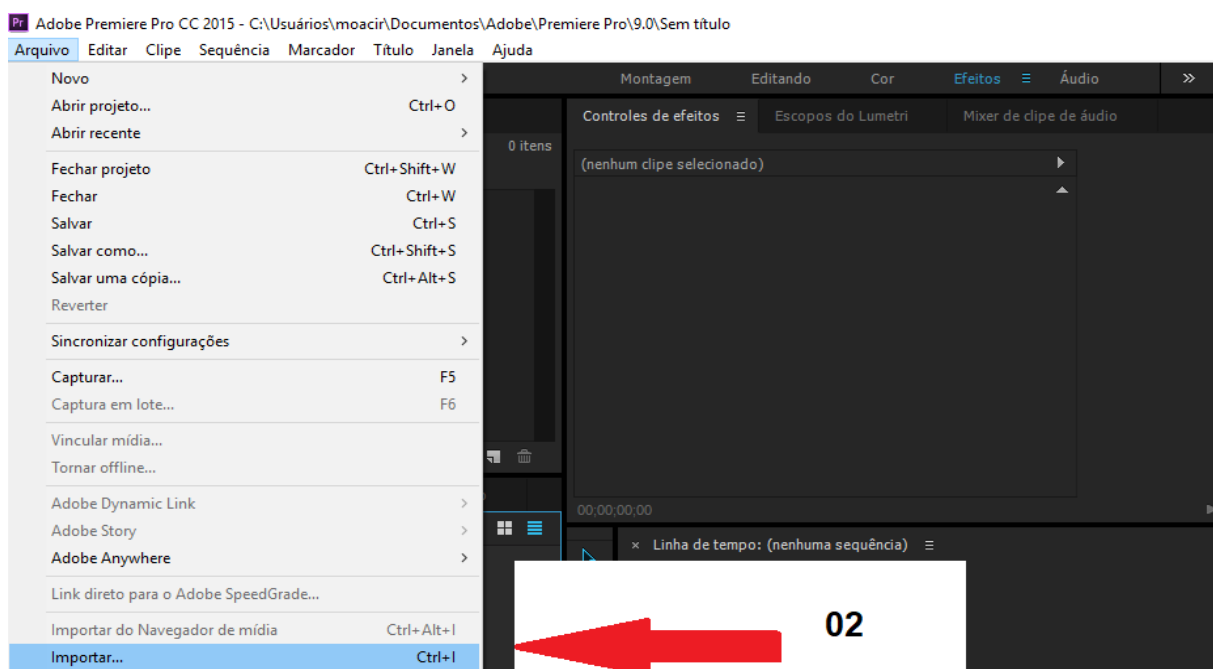 Pr Adobe Premiere Pro CC 2015 - C:\Usuários\moacir\Documentos\Adobe\Premiere Pro\9.0\Sem título
Arquivo Editar Clipe Sequência Marcador Título Janela Ajuda
Montagem Editando Cor Efeitos Áudio
Novo
Abrir projeto... Ctrl+O
Abrir recente
Fechar projeto Ctrl+Shift+W
Fechar Ctrl+W
Salvar Ctrl+S
Salvar como... Ctrl+Shift+S
Salvar uma cópia... Ctrl+Alt+S
Reverter
Sincronizar configurações
Capturar... F5
Captura em lote... F6
Vincular mídia...
Tornar offline...
Adobe Dynamic Link
Adobe Story
Adobe Anywhere
Link direto para o Adobe SpeedGrade...
Importar do Navegador de mídia Ctrl+Alt+I
Importar... Ctrl+I
0 itens
Controles de efeitos Escopos do Lumetri Mixer de clipe de áudio
(nenhum clipe selecionado)
00;00;00;00
× Linha de tempo: (nenhuma sequência)
02